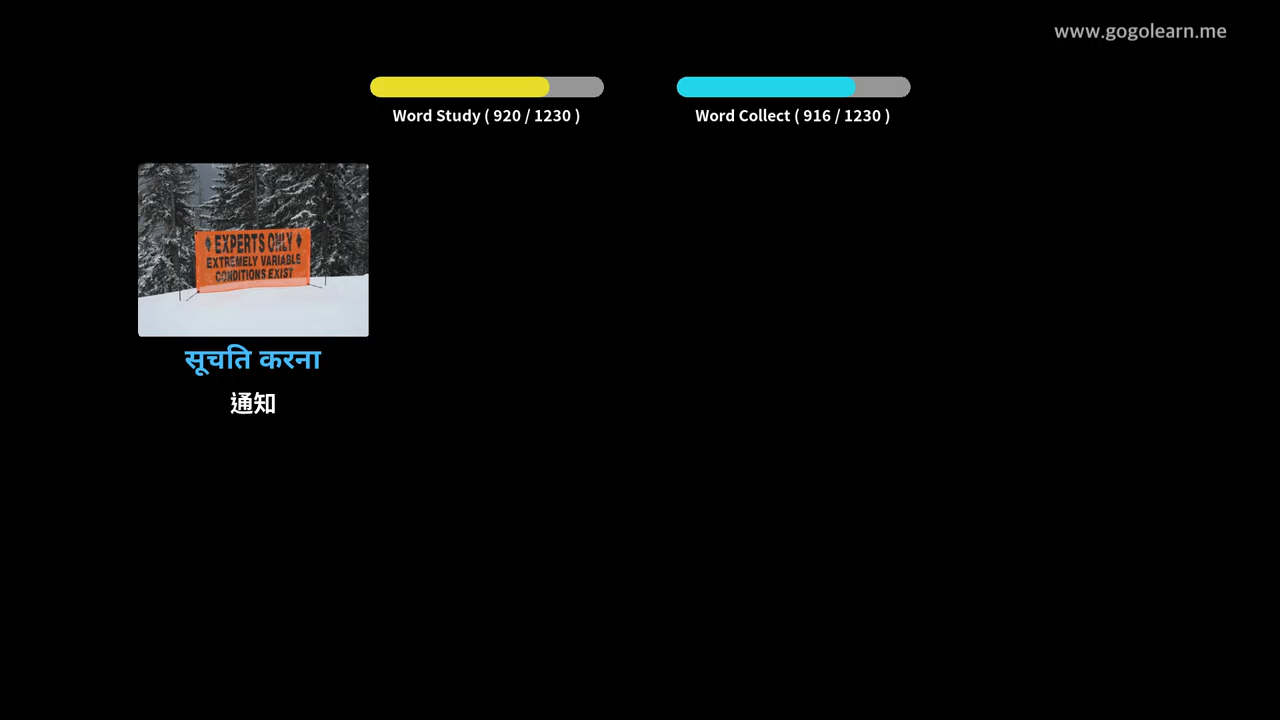 www.gogolearn.me
Word Study ( 920 / 1230 )
Word Collect ( 916 / 1230 )
EXPERTS ONLY
EXTREMELY VARIABLE
CONDITIONS EXIST
सूचति करना
通知